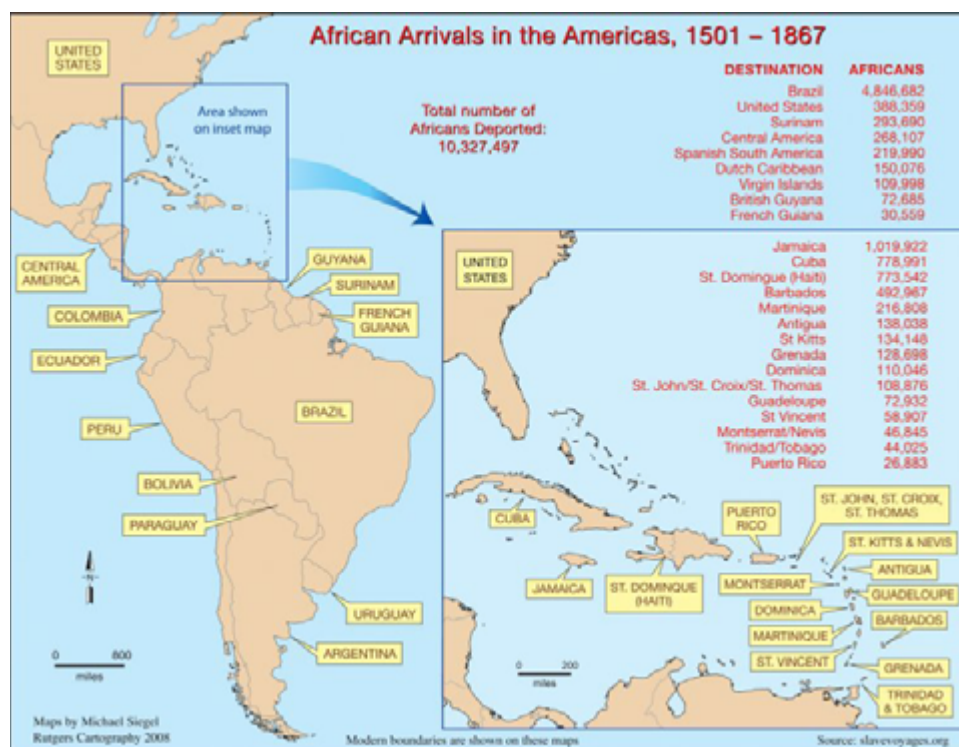 African Arrivals in the Americas, 1501 – 1867
UNITED
STATES
Area shown
on inset map
Total number of
Africans Deported:
10,327,497
DESTINATION AFRICANS
Brazil 4,846,682
United States 388,359
Surinam 293,690
Central America 268,107
Spanish South America 219,990
Dutch Caribbean 150,076
Virgin Islands 109,998
British Guyana 72,685
French Guiana 30,559
CENTRAL
AMERICA
COLOMBIA
ECUADOR
PERU
BOLIVIA
PARAGUAY
GUYANA
SURINAM
FRENCH
GUIANA
BRAZIL
URUGUAY
ARGENTINA
N
0 800
miles
UNITED
STATES
Jamaica 1,019,922
Cuba 778,991
St. Domingue (Haiti) 773,542
Barbados 492,967
Martinique 216,808
Antigua 138,038
St Kitts 134,148
Grenada 128,698
Dominica 110,046
St. John/St. Croix/St. Thomas 108,876
Guadeloupe 72,932
St Vincent 58,907
Montserrat/Nevis 46,845
Trinidad/Tobago 44,025
Puerto Rico 26,883
CUBA
JAMAICA
ST. DOMINQUE
(HAITI)
PUERTO
RICO
ST. JOHN, ST. CROIX,
ST. THOMAS
ST. KITTS & NEVIS
ANTIGUA
MONTSERRAT
GUADELOUPE
DOMINICA
BARBADOS
MARTINIQUE
ST. VINCENT
GRENADA
TRINIDAD
& TOBAGO
0 200
miles
Maps by Michael Siegel
Rutgers Cartography 2008
Modern boundaries are shown on these maps
Source: slavevoyages.org